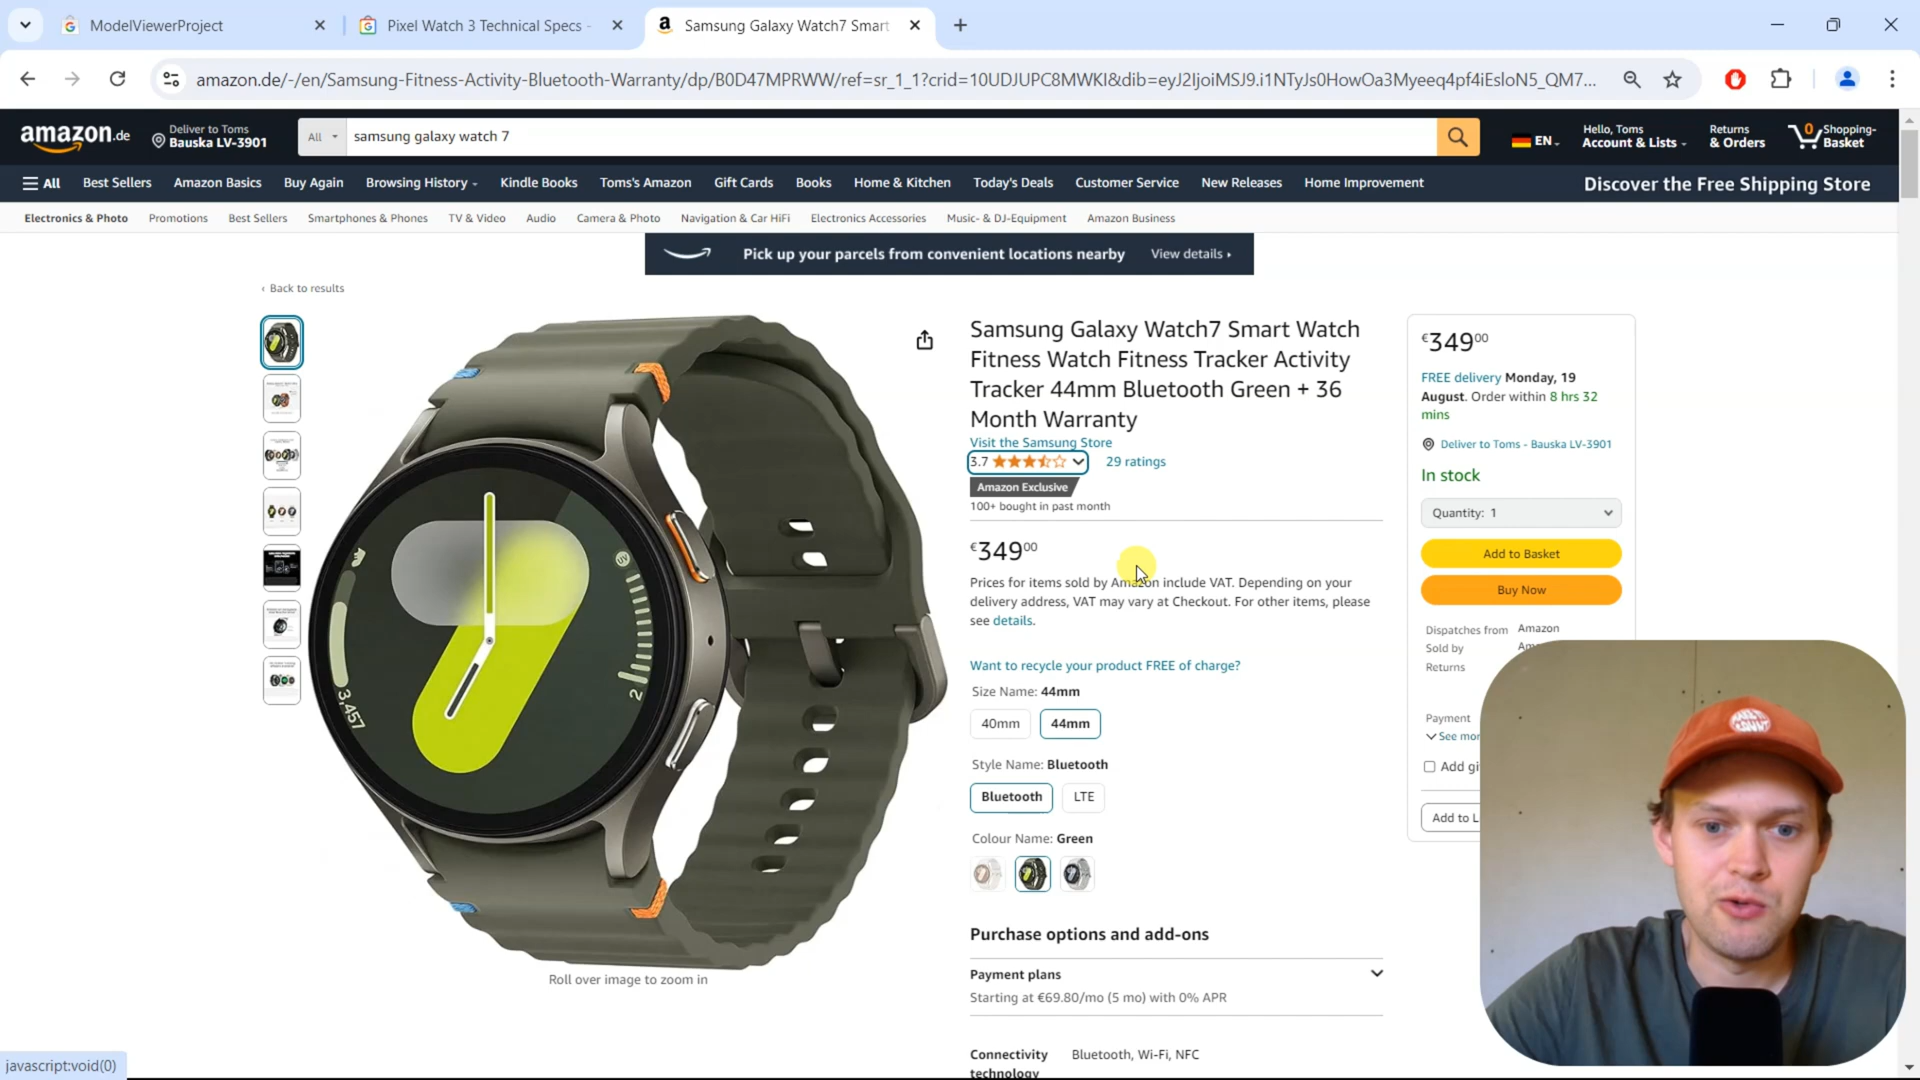 ModelViewerProject
Pixel Watch 3 Technical Specs -
Samsung Galaxy Watch7 Smart
amazon.de/-/en/Samsung-Fitness-Activity-Bluetooth-Warranty/dp/B0D47MPRWW/ref=sr_1_1?crid=10UDJUPC8MWKI&dib=eyJ2IjoiMSJ9.i1NTyJs0HowOa3Myeeq4pf4iEsloN5_QM7...
amazon.de
Deliver to Toms
Bauska LV-3901
All
samsung galaxy watch 7
EN
Hello, Toms
Account & Lists
Returns
& Orders
0
Shopping-
Basket
All
Best Sellers
Amazon Basics
Buy Again
Browsing History
Kindle Books
Toms's Amazon
Gift Cards
Books
Home & Kitchen
Today's Deals
Customer Service
New Releases
Home Improvement
Discover the Free Shipping Store
Electronics & Photo
Promotions
Best Sellers
Smartphones & Phones
TV & Video
Audio
Camera & Photo
Navigation & Car HiFi
Electronics Accessories
Music- & DJ-Equipment
Amazon Business
Pick up your parcels from convenient locations nearby
View details
‹ Back to results
UV
3,457
2
Roll over image to zoom in
Samsung Galaxy Watch7 Smart Watch
Fitness Watch Fitness Tracker Activity
Tracker 44mm Bluetooth Green + 36
Month Warranty
Visit the Samsung Store
3.7
29 ratings
Amazon Exclusive
100+ bought in past month
€34900
Prices for items sold by Amazon include VAT. Depending on your
delivery address, VAT may vary at Checkout. For other items, please
see details.
Want to recycle your product FREE of charge?
Size Name: 44mm
40mm
44mm
Style Name: Bluetooth
Bluetooth
LTE
Colour Name: Green
Purchase options and add-ons
Payment plans
Starting at €69.80/mo (5 mo) with 0% APR
Connectivity
technology
Bluetooth, Wi-Fi, NFC
€34900
FREE delivery Monday, 19
August. Order within 8 hrs 32
mins
Deliver to Toms - Bauska LV-3901
In stock
Quantity: 1
Add to Basket
Buy Now
Dispatches from
Amazon
Sold by
Returns
Payment
See mor
Add gi
Add to L
javascript:void(0)